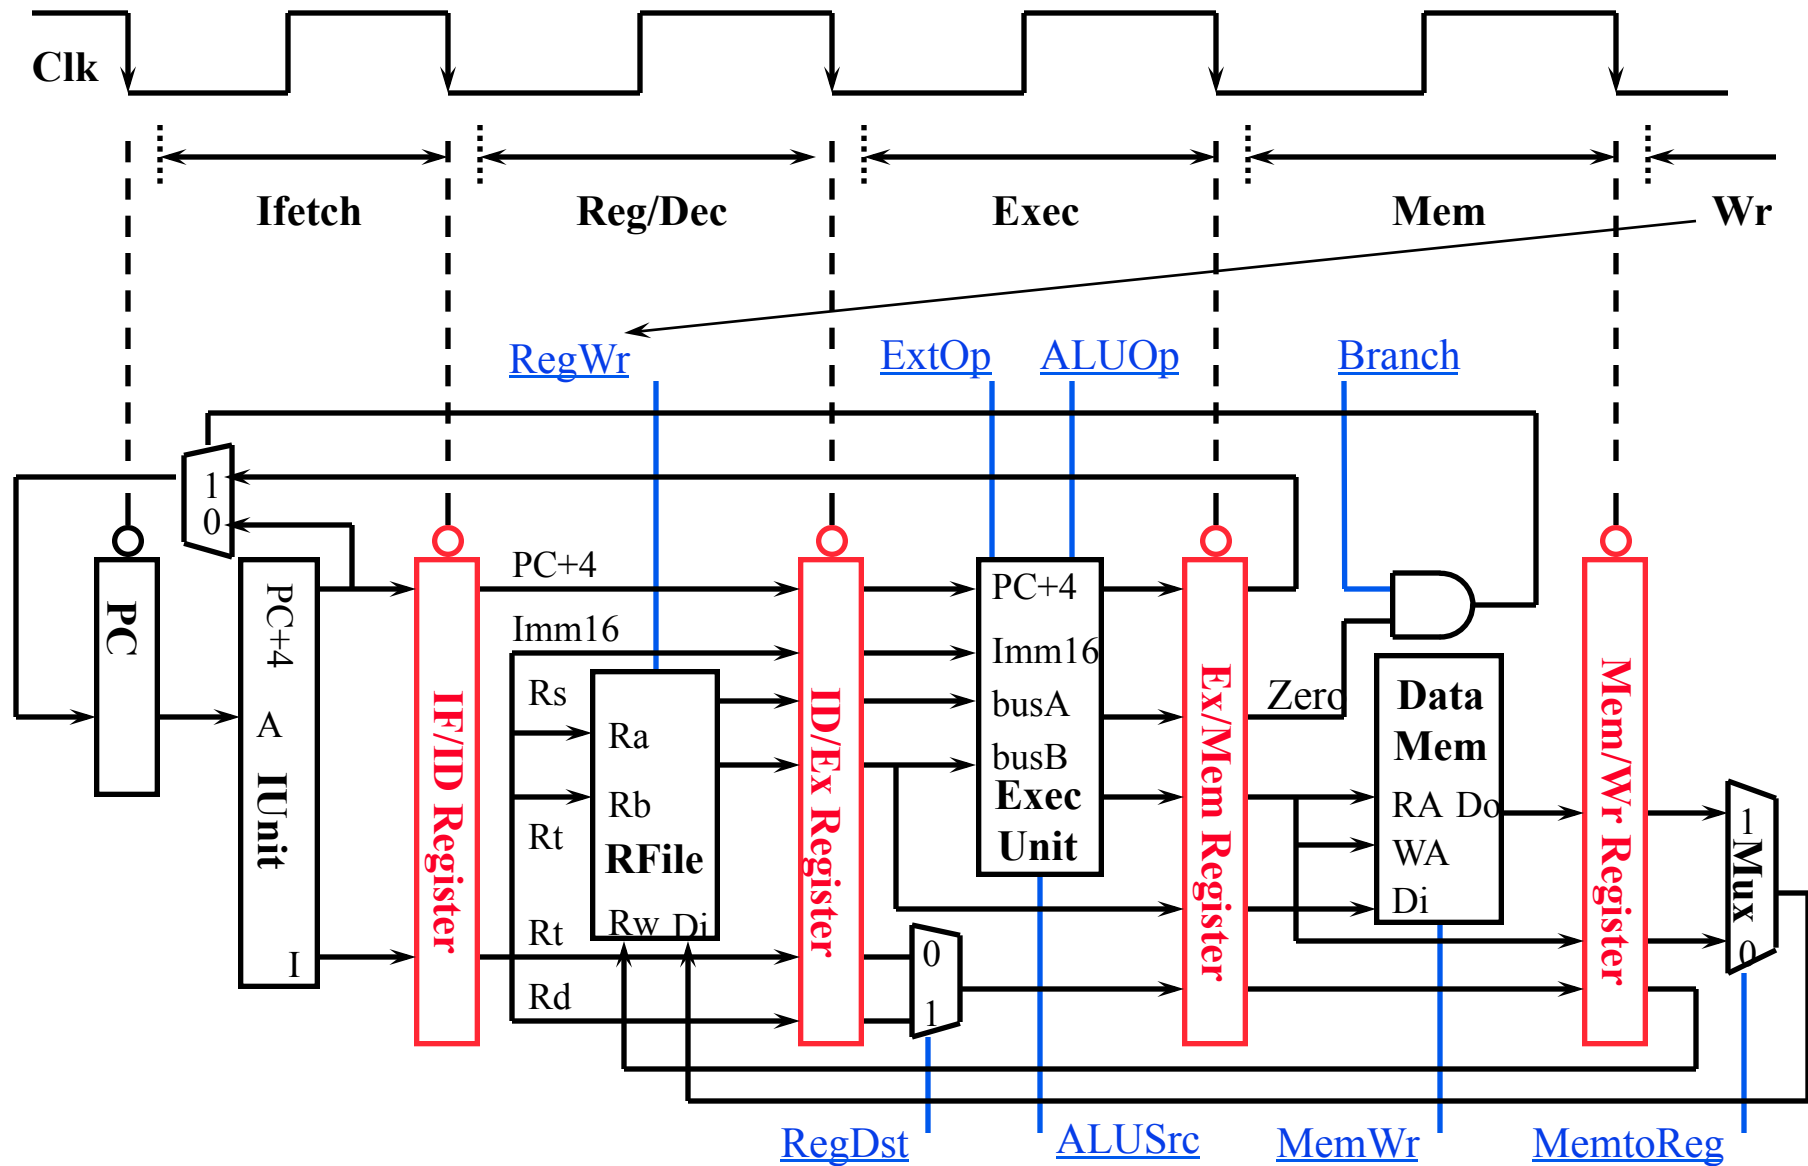 Clk
Ifetch
Reg/Dec
Exec
Mem
Wr
RegWr
ExtOp
ALUOp
Branch
1
0
PC
PC+4
A
IUnit
I
IF/ID Register
PC+4
Imm16
Rs
Ra
Rb
Rt
RFile
Rw Di
Rt
Rd
ID/Ex Register
PC+4
Imm16
busA
busB
Exec
Unit
0
1
Ex/Mem Register
Zero
Data
Mem
RA Do
WA
Di
Mem/Wr Register
1
Mux
0
RegDst
ALUSrc
MemWr
MemtoReg